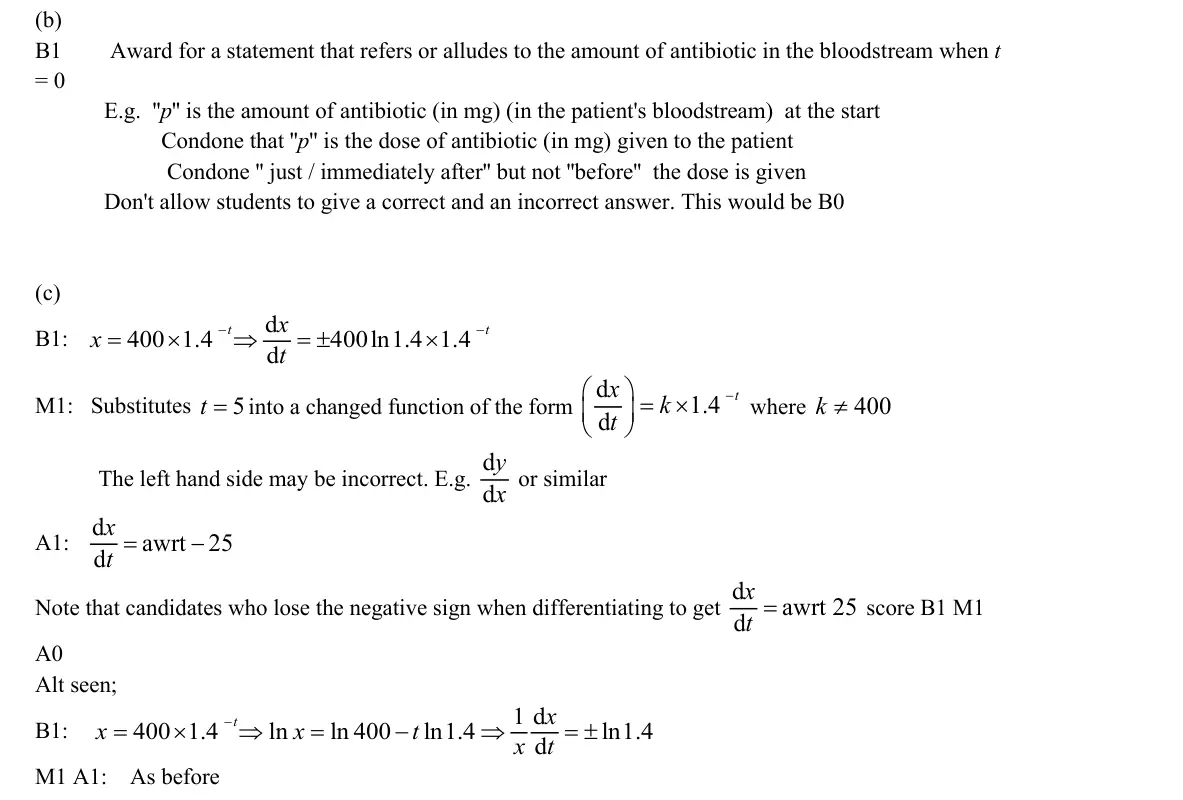 (b)
B1 Award for a statement that refers or alludes to the amount of antibiotic in the bloodstream when t
= 0
E.g. "p" is the amount of antibiotic (in mg) (in the patient's bloodstream) at the start
Condone that "p" is the dose of antibiotic (in mg) given to the patient
Condone " just / immediately after" but not "before" the dose is given
Don't allow students to give a correct and an incorrect answer. This would be B0
(c)
B1: x = 400×1.4^{−t} ⇒ dx/dt = ±400 ln 1.4×1.4^{−t}
M1: Substitutes t = 5 into a changed function of the form (dx/dt) = k×1.4^{−t} where k ≠ 400
The left hand side may be incorrect. E.g. dy/dx or similar
A1: dx/dt = awrt − 25
Note that candidates who lose the negative sign when differentiating to get dx/dt = awrt 25 score B1 M1
A0
Alt seen;
B1: x = 400×1.4^{−t} ⇒ ln x = ln 400 − t ln 1.4 ⇒ 1/x dx/dt = ± ln 1.4
M1 A1: As before